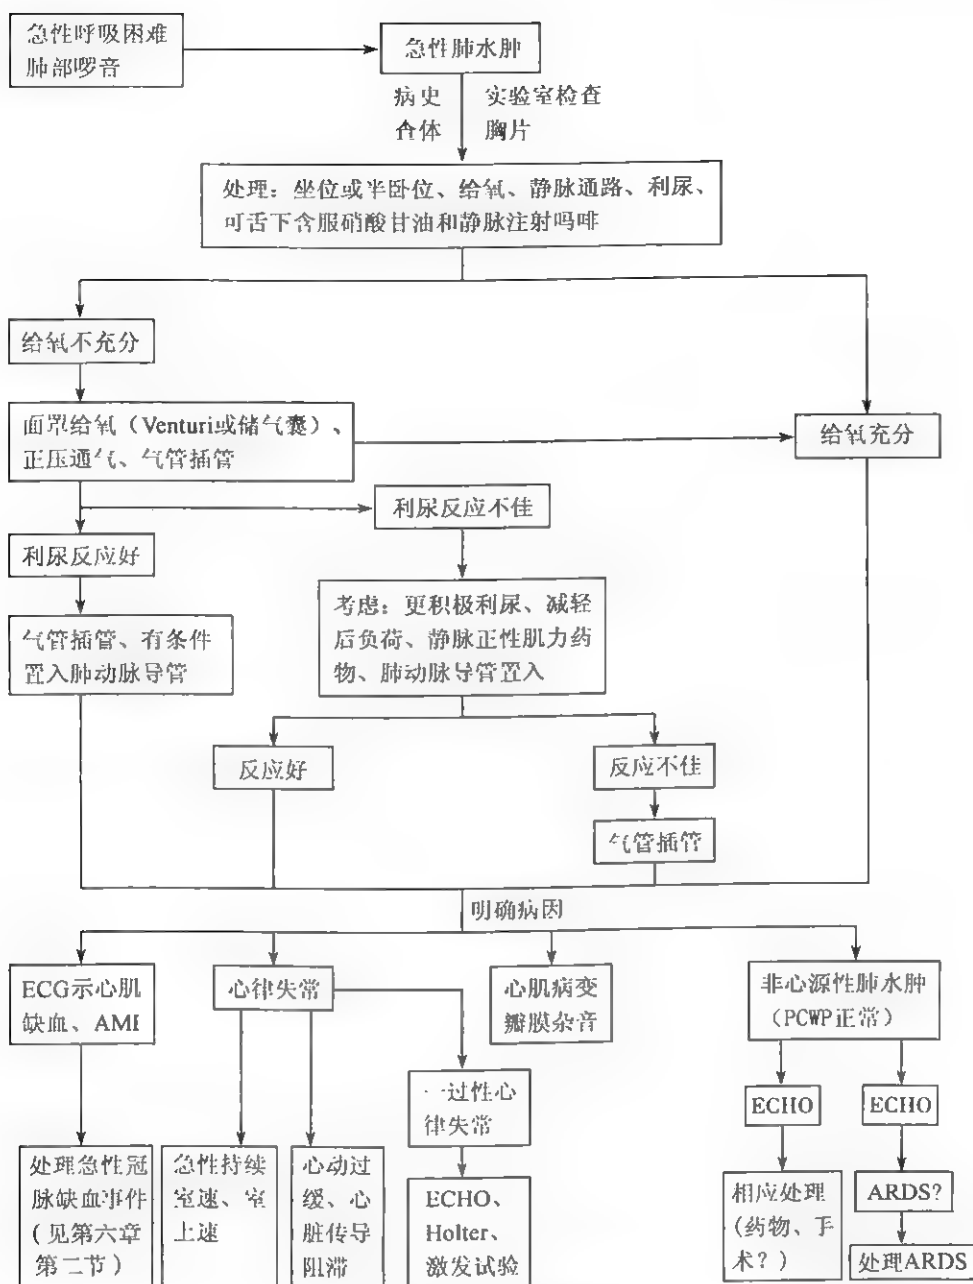 急性呼吸困难
肺部啰音
急性肺水肿
病史
查体
实验室检查
胸片
处理：坐位或半卧位、给氧、静脉通路、利尿、
可舌下含服硝酸甘油和静脉注射吗啡
给氧不充分
面罩给氧（Venturi或储气囊）、
正压通气、气管插管
给氧充分
利尿反应不佳
利尿反应好
考虑：更积极利尿、减轻
后负荷、静脉正性肌力药
物、肺动脉导管置入
气管插管、有条件
置入肺动脉导管
反应好
反应不佳
气管插管
明确病因
ECG示心肌
缺血、AMI
心律失常
心肌病变
瓣膜杂音
非心源性肺水肿
（PCWP正常）
一过性心
律失常
ECHO
ECHO
处理急性冠
脉缺血事件
（见第六章
第二节）
急性持续
室速、室
上速
心动过
缓、心
脏传导
阻滞
ECHO、
Holter、
激发试验
相应处理
（药物、手
术？）
ARDS?
处理ARDS